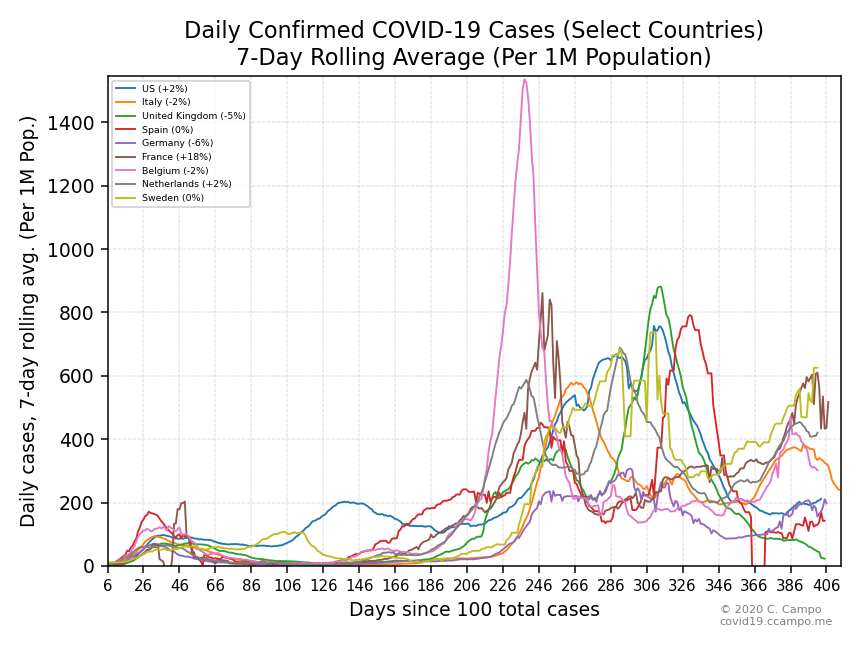 Daily Confirmed COVID-19 Cases (Select Countries)
7-Day Rolling Average (Per 1M Population)
Daily cases, 7-day rolling avg. (Per 1M Pop.)
1400
1200
1000
800
600
400
200
0
US (+2%)
Italy (-2%)
United Kingdom (-5%)
Spain (0%)
Germany (-6%)
France (+18%)
Belgium (-2%)
Netherlands (+2%)
Sweden (0%)
6 26 46 66 86 106 126 146 166 186 206 226 246 266 286 306 326 346 366 386 406
Days since 100 total cases
© 2020 C. Campo
covid19.ccampo.me